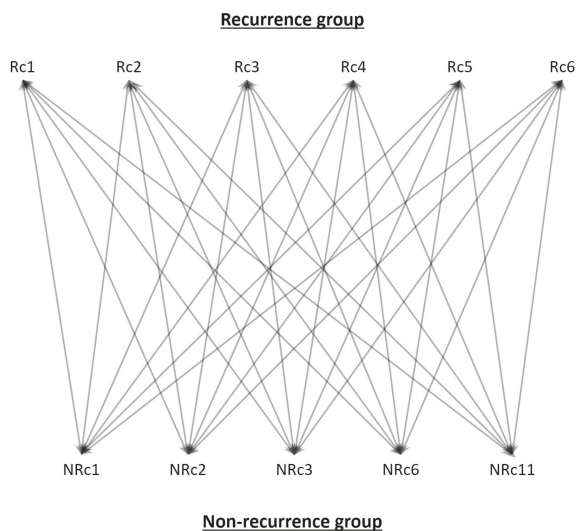 Recurrence group
Rc1 Rc2 Rc3 Rc4 Rc5 Rc6
NRc1 NRc2 NRc3 NRc6 NRc11
Non-recurrence group